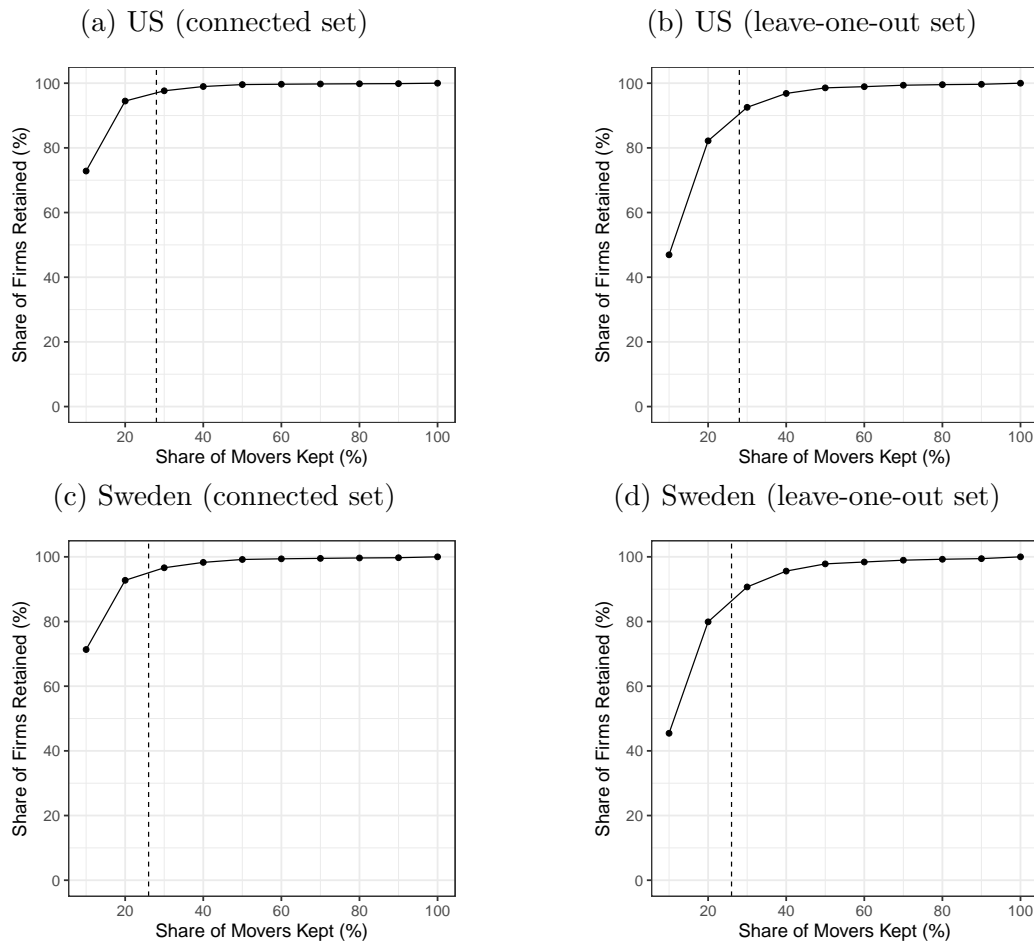 (a) US (connected set)
(b) US (leave-one-out set)
100
80
60
40
20
0
Share of Firms Retained (%)
20 40 60 80 100
Share of Movers Kept (%)
100
80
60
40
20
0
Share of Firms Retained (%)
20 40 60 80 100
Share of Movers Kept (%)
(c) Sweden (connected set)
(d) Sweden (leave-one-out set)
100
80
60
40
20
0
Share of Firms Retained (%)
20 40 60 80 100
Share of Movers Kept (%)
100
80
60
40
20
0
Share of Firms Retained (%)
20 40 60 80 100
Share of Movers Kept (%)